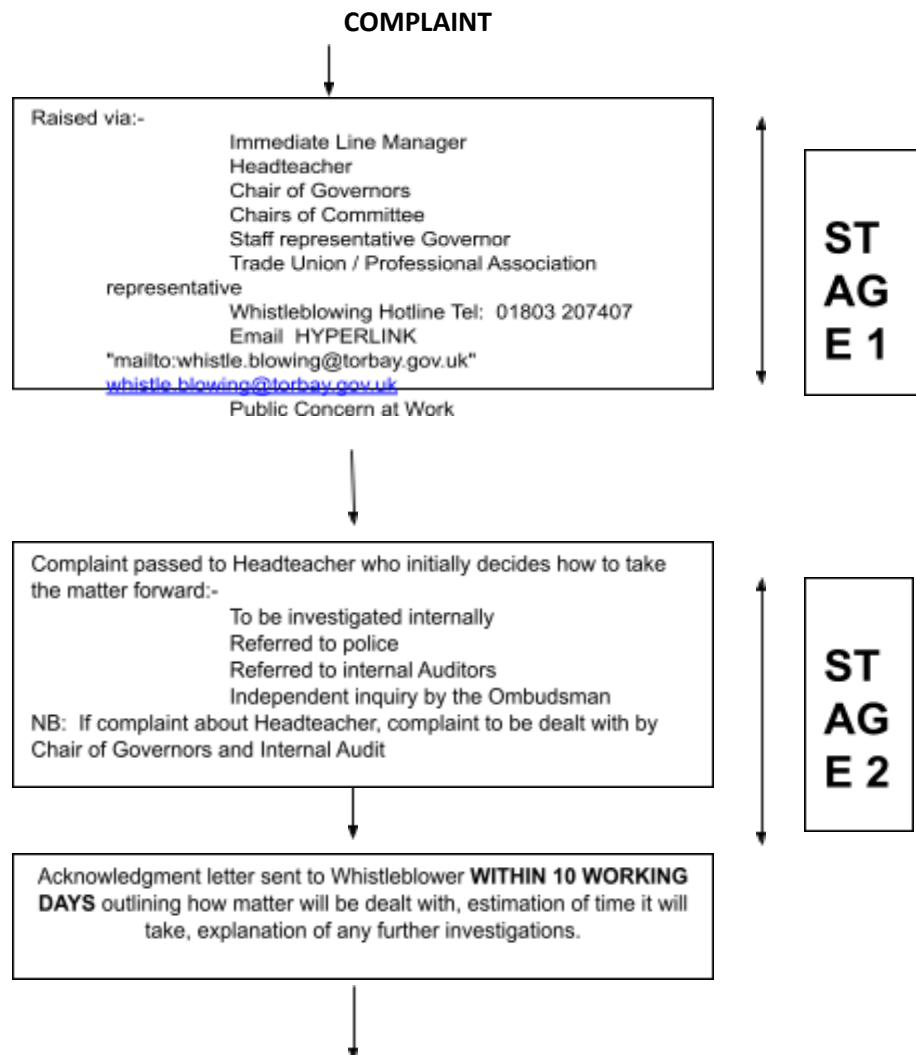 COMPLAINT
Raised via:-
Immediate Line Manager
Headteacher
Chair of Governors
Chairs of Committee
Staff representative Governor
Trade Union / Professional Association
representative
Whistleblowing Hotline Tel: 01803 207407
Email HYPERLINK
"mailto:whistle.blowing@torbay.gov.uk"
whistle.blowing@torbay.gov.uk
Public Concern at Work
ST
AG
E 1
Complaint passed to Headteacher who initially decides how to take
the matter forward:-
To be investigated internally
Referred to police
Referred to internal Auditors
Independent inquiry by the Ombudsman
NB: If complaint about Headteacher, complaint to be dealt with by
Chair of Governors and Internal Audit
ST
AG
E 2
Acknowledgment letter sent to Whistleblower WITHIN 10 WORKING
DAYS outlining how matter will be dealt with, estimation of time it will
take, explanation of any further investigations.